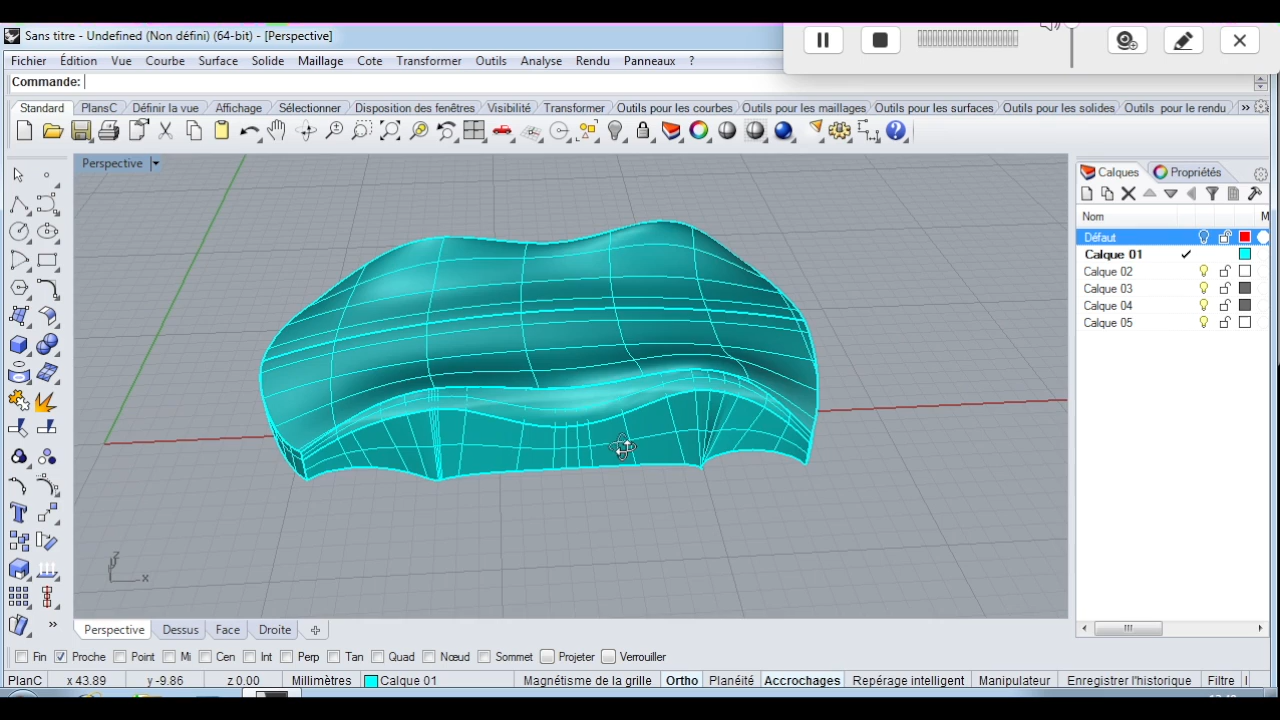 Sans titre - Undefined (Non défini) (64-bit) - [Perspective]
Fichier Édition Vue Courbe Surface Solide Maillage Cote Transformer Outils Analyse Rendu Panneaux ?
Commande:
Standard PlansC Définir la vue Affichage Sélectionner Disposition des fenêtres Visibilité Transformer Outils pour les courbes Outils pour les maillages Outils pour les surfaces Outils pour les solides Outils pour le rendu
Perspective
Calques Propriétés
Nom M
Défaut
Calque 01
Calque 02
Calque 03
Calque 04
Calque 05
z
x
Perspective Dessus Face Droite
Fin Proche Point Mi Cen Int Perp Tan Quad Nœud Sommet Projeter Verrouiller
PlanC x 43.89 y -9.86 z 0.00 Millimètres Calque 01 Magnétisme de la grille Ortho Planéité Accrochages Repérage intelligent Manipulateur Enregistrer l'historique Filtre